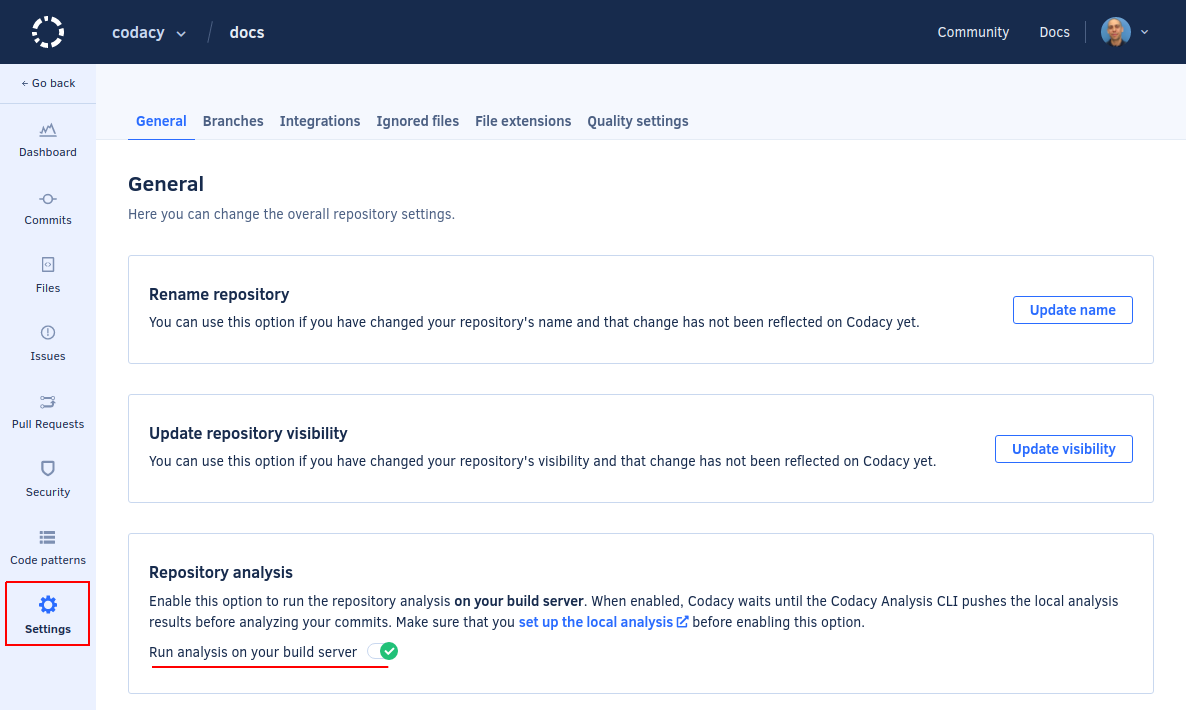 codacy / docs
Community
Docs
← Go back
Dashboard
Commits
Files
Issues
Pull Requests
Security
Code patterns
Settings
General
Branches
Integrations
Ignored files
File extensions
Quality settings
General
Here you can change the overall repository settings.
Rename repository
You can use this option if you have changed your repository's name and that change has not been reflected on Codacy yet.
Update name
Update repository visibility
You can use this option if you have changed your repository's visibility and that change has not been reflected on Codacy yet.
Update visibility
Repository analysis
Enable this option to run the repository analysis on your build server. When enabled, Codacy waits until the Codacy Analysis CLI pushes the local analysis
results before analyzing your commits. Make sure that you set up the local analysis before enabling this option.
Run analysis on your build server